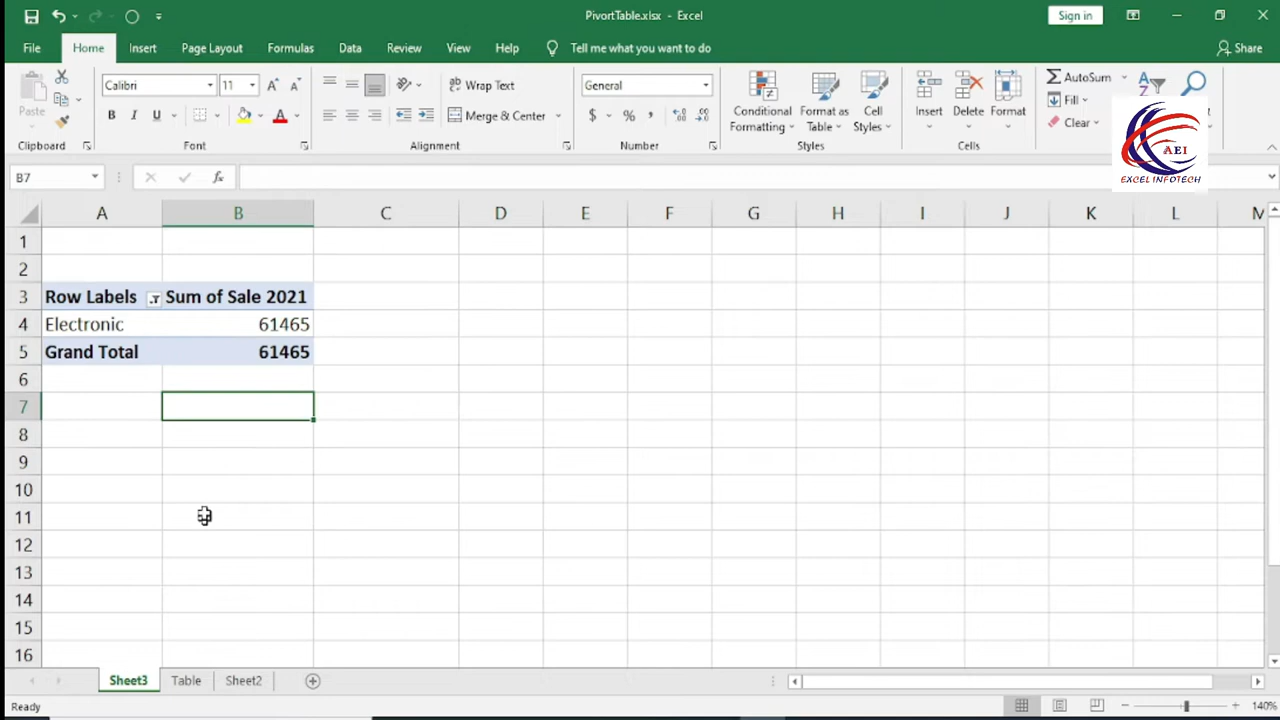 PivortTable.xlsx - Excel
Sign in
File Home Insert Page Layout Formulas Data Review View Help Tell me what you want to do Share
Paste
Calibri 11
B I U A
Wrap Text
Merge & Center
General
$ % ,
Conditional Formatting
Format as Table
Cell Styles
Insert Delete Format
AutoSum
Fill
Clear
AEI
EXCEL INFOTECH
Clipboard Font Alignment Number Styles Cells
B7 fx
A B C D E F G H I J K L M
1
2
3 Row Labels Sum of Sale 2021
4 Electronic 61465
5 Grand Total 61465
6
7
8
9
10
11
12
13
14
15
16
Sheet3 Table Sheet2
Ready 140%